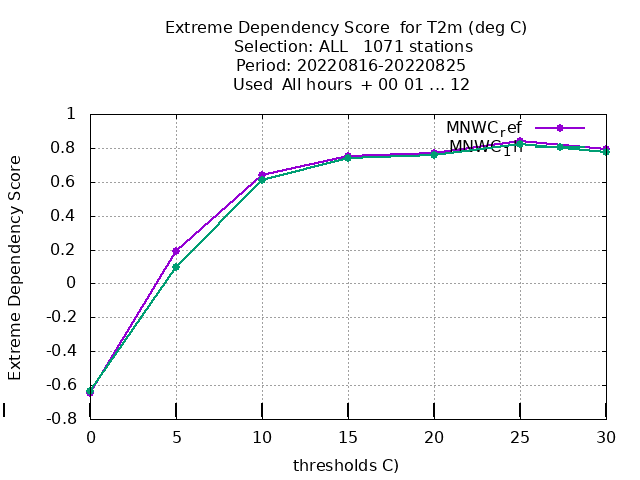 Extreme Dependency Score  for T2m (deg C)
Selection: ALL   1071 stations
Period: 20220816-20220825
Used  All hours  + 00 01 ... 12
1
MNWC_ref
0.8
0.6
0.4
0.2
0
-0.2
-0.4
-0.6
-0.8
Extreme Dependency Score
0 5 10 15 20 25 30
thresholds C)